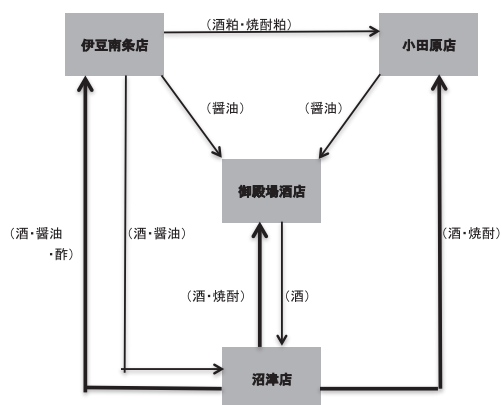 （酒粕・焼酎粕）
伊豆南条店
小田原店
（醤油）
（醤油）
御殿場酒店
（酒・醤油
・酢）
（酒・醤油）
（酒・焼酎）
（酒・焼酎）
（酒）
沼津店